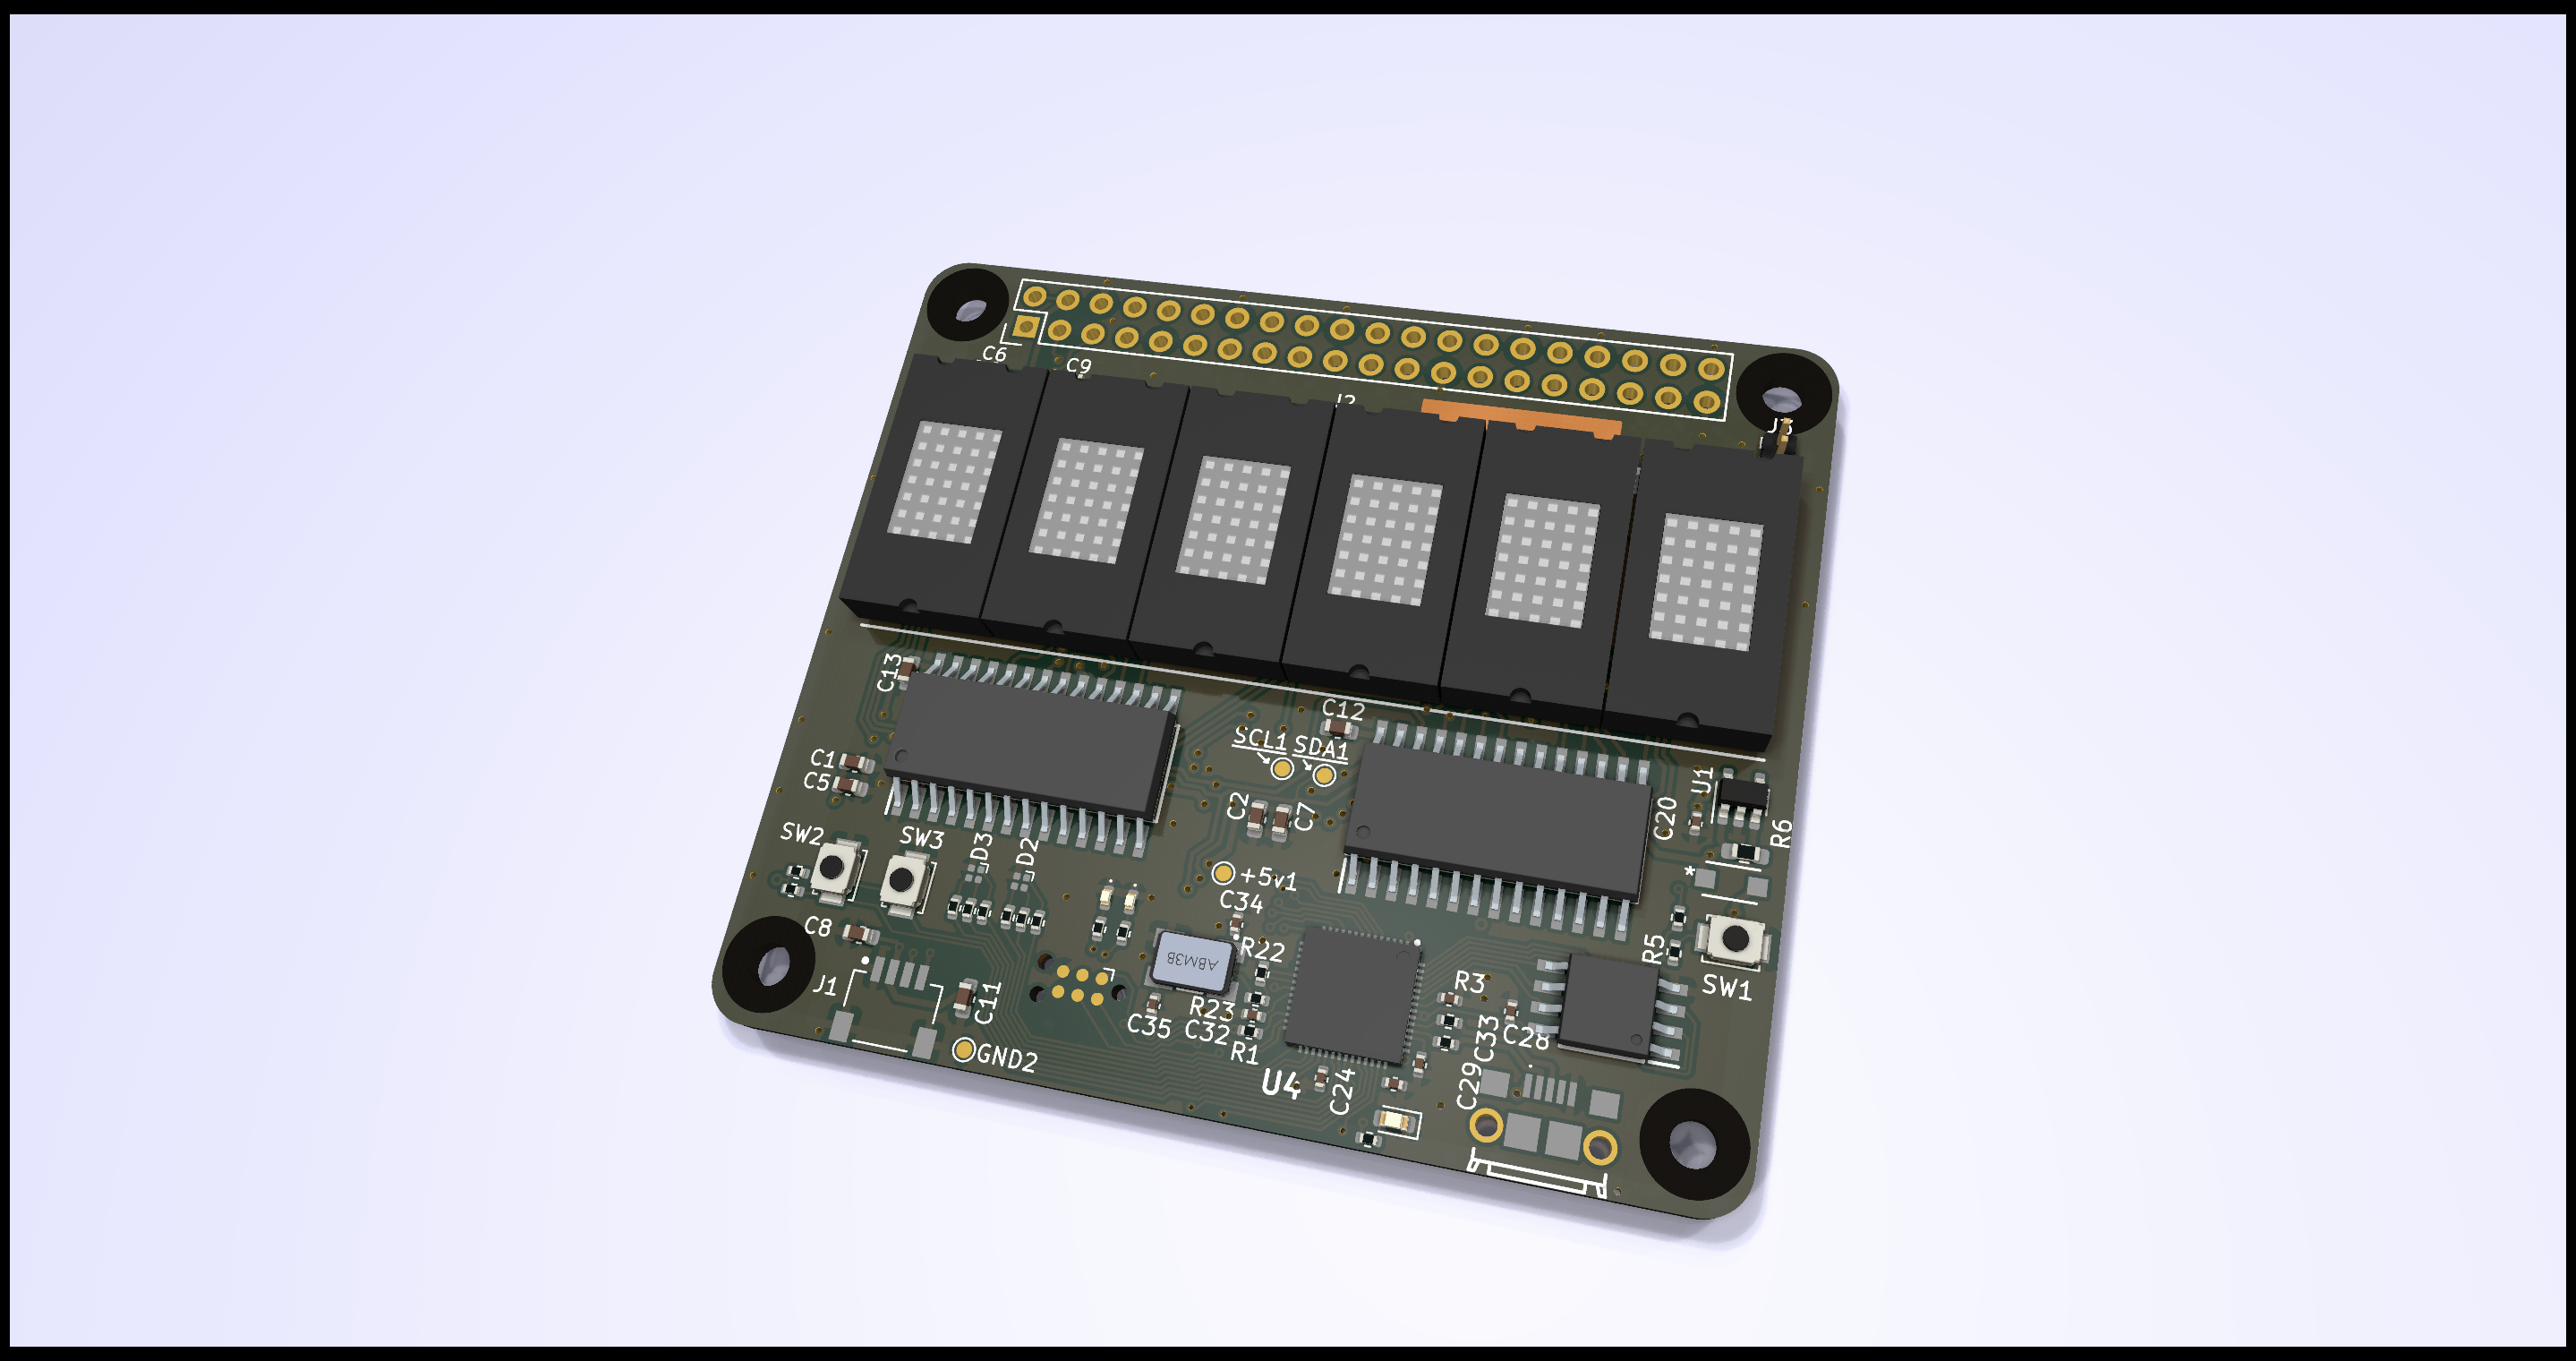 C6
C9
J2
J3
C13
C12
SCL1
SDA1
C1
C5
C2
C7
C20
U1
R6
SW2
SW3
D3
D2
+5v1
*
C34
C8
R22
ABM3B
R5
SW1
J1
C11
R3
R23
C35
C32
C33
C28
R1
GND2
U4
C24
C29